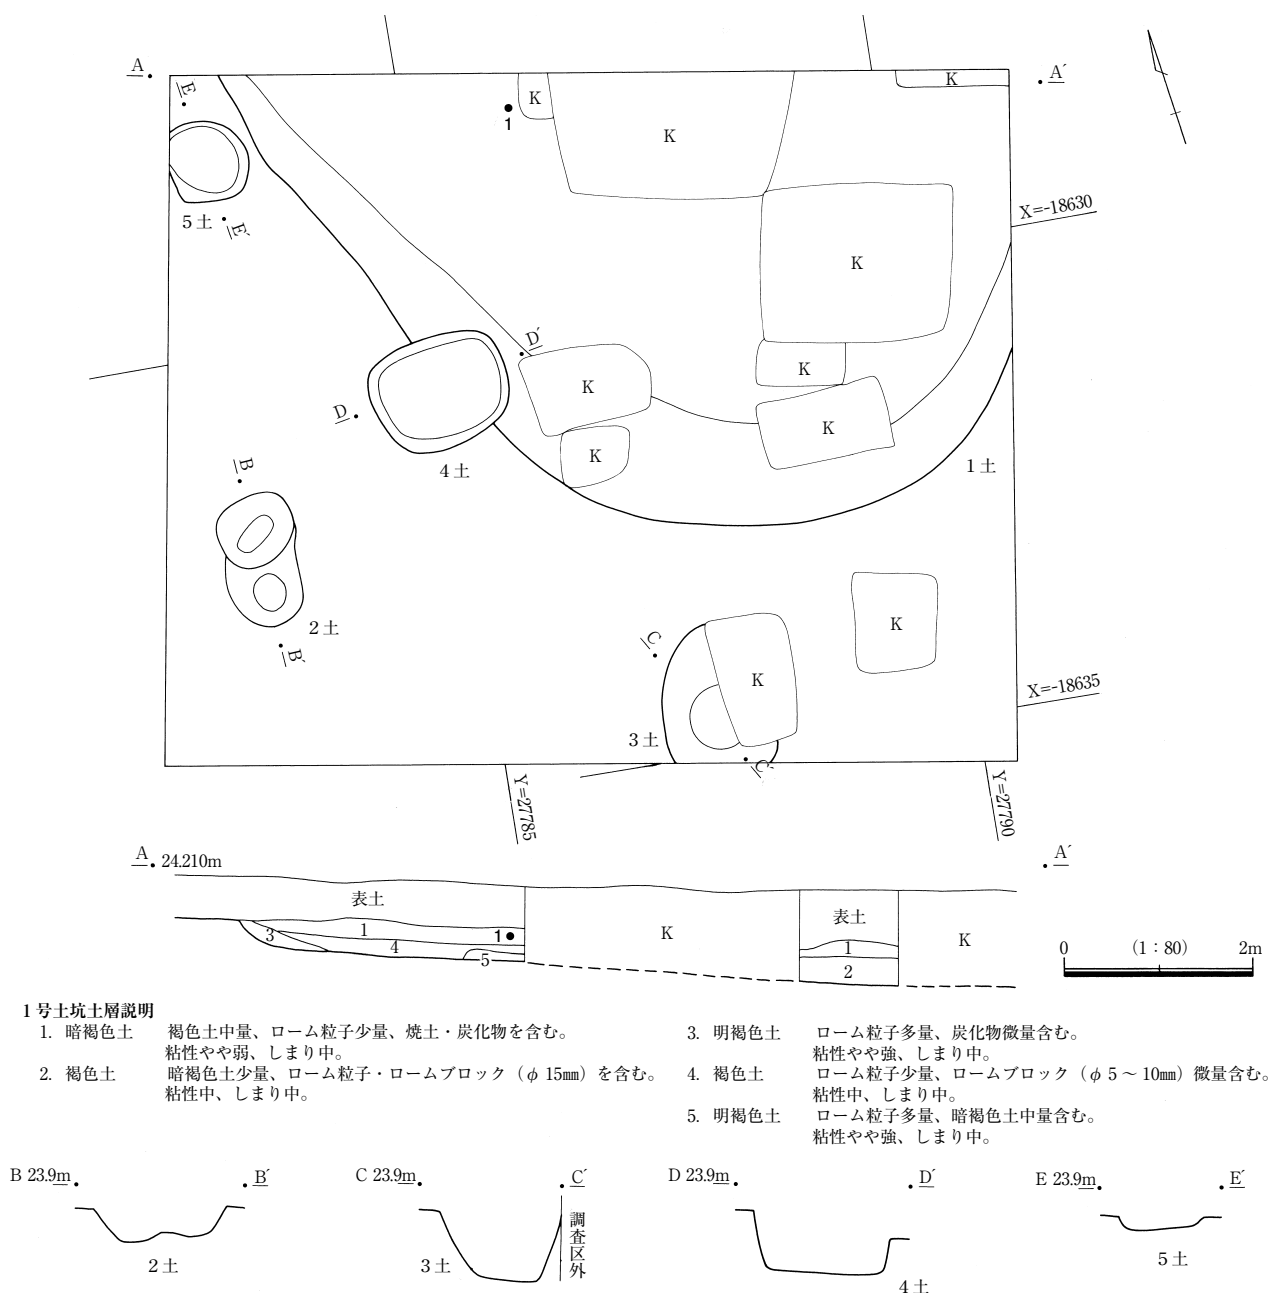 A
A´
E
K
K
K
1
5土
E´
X=-18630
K
D´
K
K
D
K
K
4土
1土
B
2土
B´
C
K
K
X=-18635
3土
C´
Y=27785
Y=27790
A 24.210m
A´
表土
表土
1
3
1
4
5
K
1
2
K
0 (1：80) 2m
1号土坑土層説明
1. 暗褐色土 褐色土中量、ローム粒子少量、焼土・炭化物を含む。
粘性やや弱、しまり中。
2. 褐色土 暗褐色土少量、ローム粒子・ロームブロック（φ 15㎜）を含む。
粘性中、しまり中。
3. 明褐色土 ローム粒子多量、炭化物微量含む。
粘性やや強、しまり中。
4. 褐色土 ローム粒子少量、ロームブロック（φ 5 ～ 10㎜）微量含む。
粘性中、しまり中。
5. 明褐色土 ローム粒子多量、暗褐色土中量含む。
粘性やや強、しまり中。
B 23.9m
B´
2土
C 23.9m
C´
調査区外
3土
D 23.9m
D´
4土
E 23.9m
E´
5土